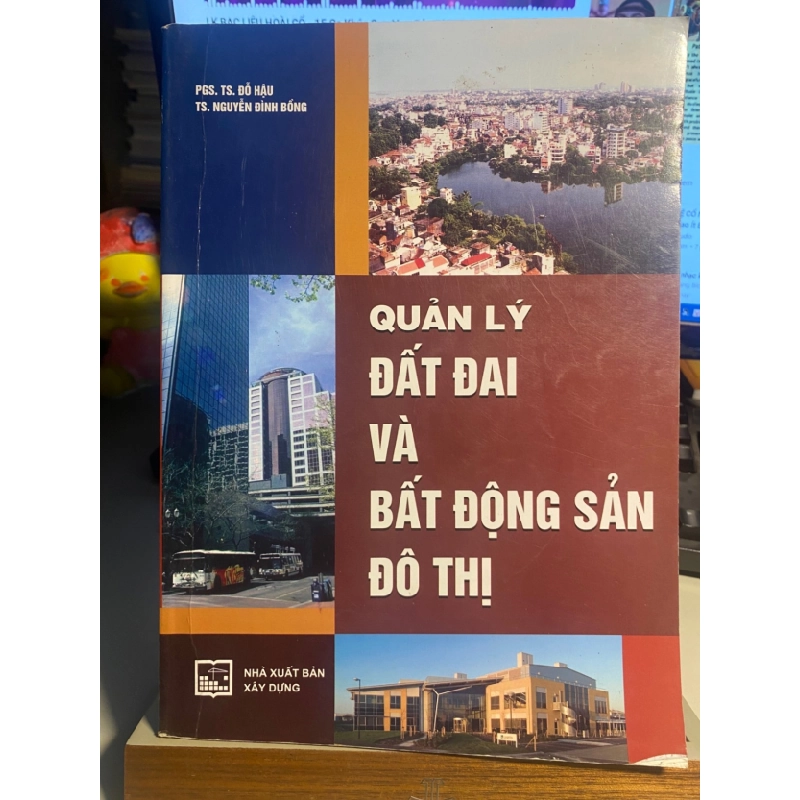 PGS. TS. ĐỖ HẬU
TS. NGUYỄN ĐÌNH BỒNG
QUẢN LÝ
ĐẤT ĐAI
VÀ
BẤT ĐỘNG SẢN
ĐÔ THỊ
NHÀ XUẤT BẢN
XÂY DỰNG